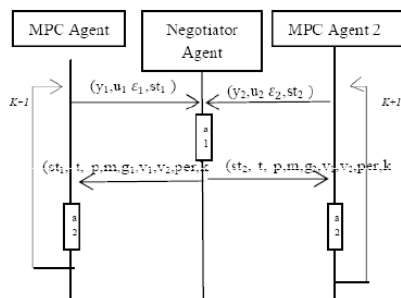 MPC Agent
Negotiator
Agent
MPC Agent 2
K+1
K+1
(y₁,u₁ ε₁,st₁ )
(y₂,u₂ ε₂,st₂ )
a
1
(st₁, t, p,m,g₁,v₁,v₂,per,k
(st₂, t, p,m,g₂,v₁,v₂,per,k
a
2
a
2